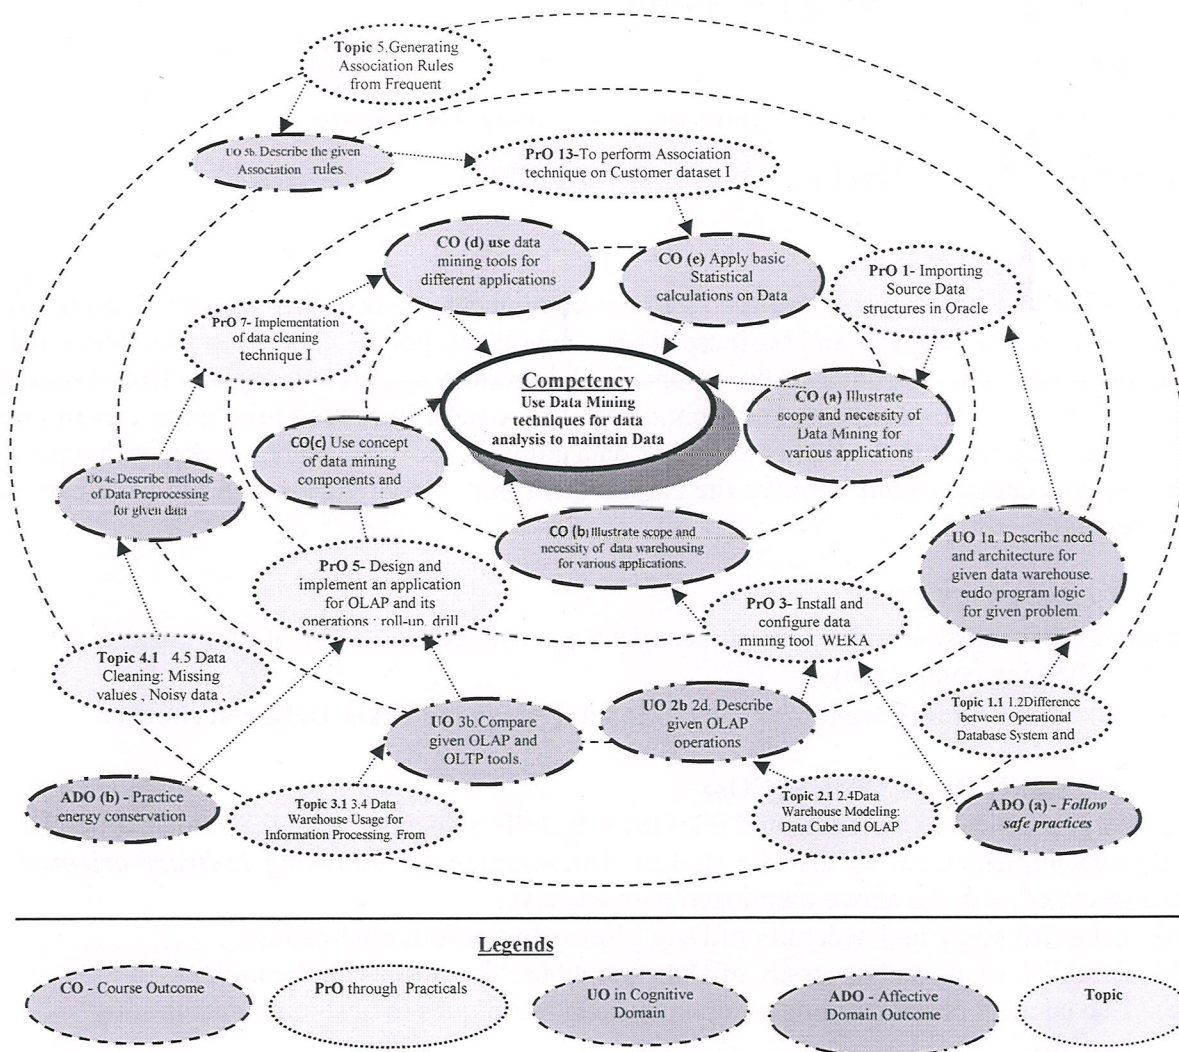 Topic 5.Generating
Association Rules
from Frequent
UO 5b. Describe the given
Association rules.
PrO 13-To perform Association
technique on Customer dataset I
CO (d) use data
mining tools for
different applications
CO (e) Apply basic
Statistical
calculations on Data
PrO 1- Importing
Source Data
structures in Oracle
PrO 7- Implementation
of data cleaning
technique I
Competency
Use Data Mining
techniques for data
analysis to maintain Data
CO (a) Illustrate
scope and necessity of
Data Mining for
various applications
CO(c) Use concept
of data mining
components and
UO 4e.Describe methods
of Data Preprocessing
for given data
CO (b) Illustrate scope and
necessity of data warehousing
for various applications.
UO 1a. Describe need
and architecture for
given data warehouse.
eudo program logic
for given problem
PrO 5- Design and
implement an application
for OLAP and its
operations : roll-up, drill
PrO 3- Install and
configure data
mining tool WEKA
Topic 4.1 4.5 Data
Cleaning: Missing
values , Noisy data ,
UO 3b.Compare
given OLAP and
OLTP tools.
UO 2b 2d. Describe
given OLAP
operations
Topic 1.1 1.2Difference
between Operational
Database System and
ADO (b) - Practice
energy conservation
Topic 3.1 3.4 Data
Warehouse Usage for
Information Processing. From
Topic 2.1 2.4Data
Warehouse Modeling:
Data Cube and OLAP
ADO (a) - Follow
safe practices
Legends
CO - Course Outcome
PrO through Practicals
UO in Cognitive
Domain
ADO - Affective
Domain Outcome
Topic